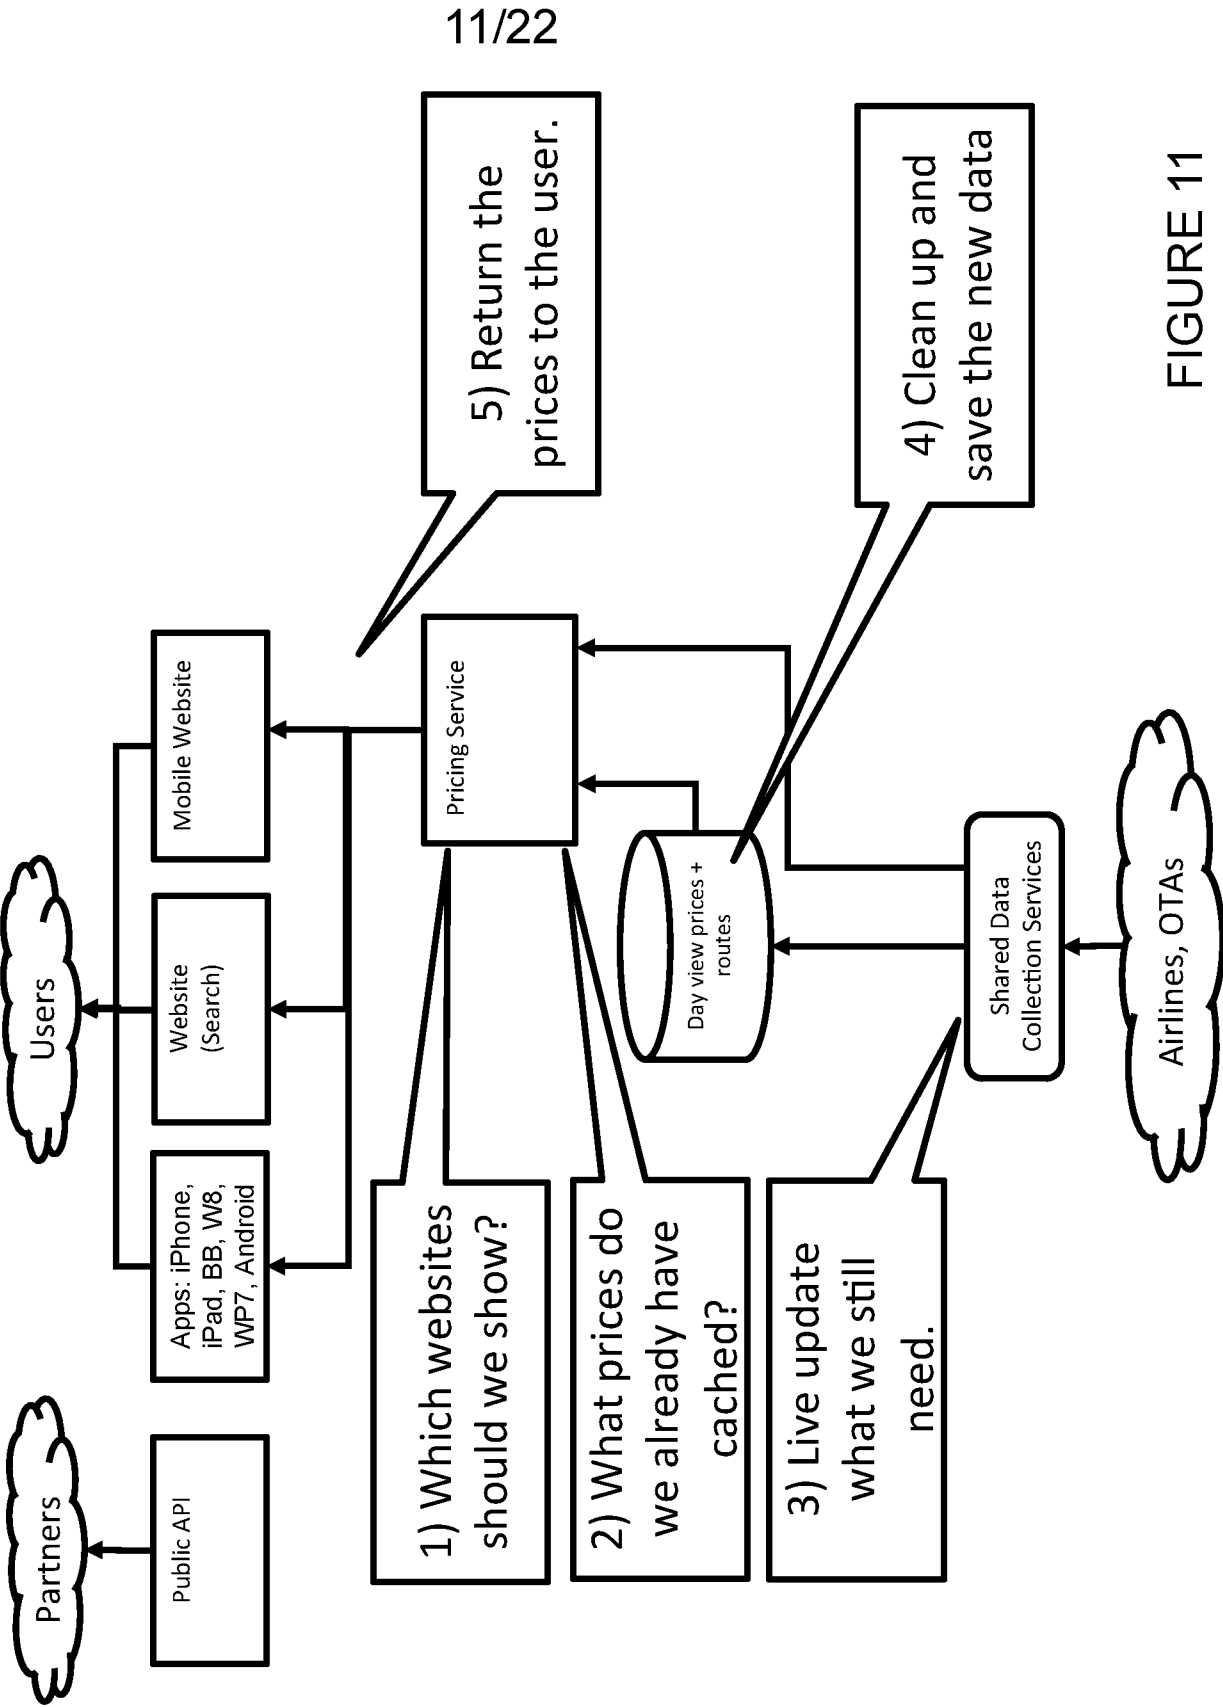 11/22
Partners
Users
Public API
Apps: iPhone,
iPad, BB, W8,
WP7, Android
Website
(Search)
Mobile Website
1) Which websites
should we show?
Pricing Service
5) Return the
prices to the user.
2) What prices do
we already have
cached?
Day view prices +
routes
3) Live update
what we still
need.
Shared Data
Collection Services
4) Clean up and
save the new data
Airlines, OTAs
FIGURE 11